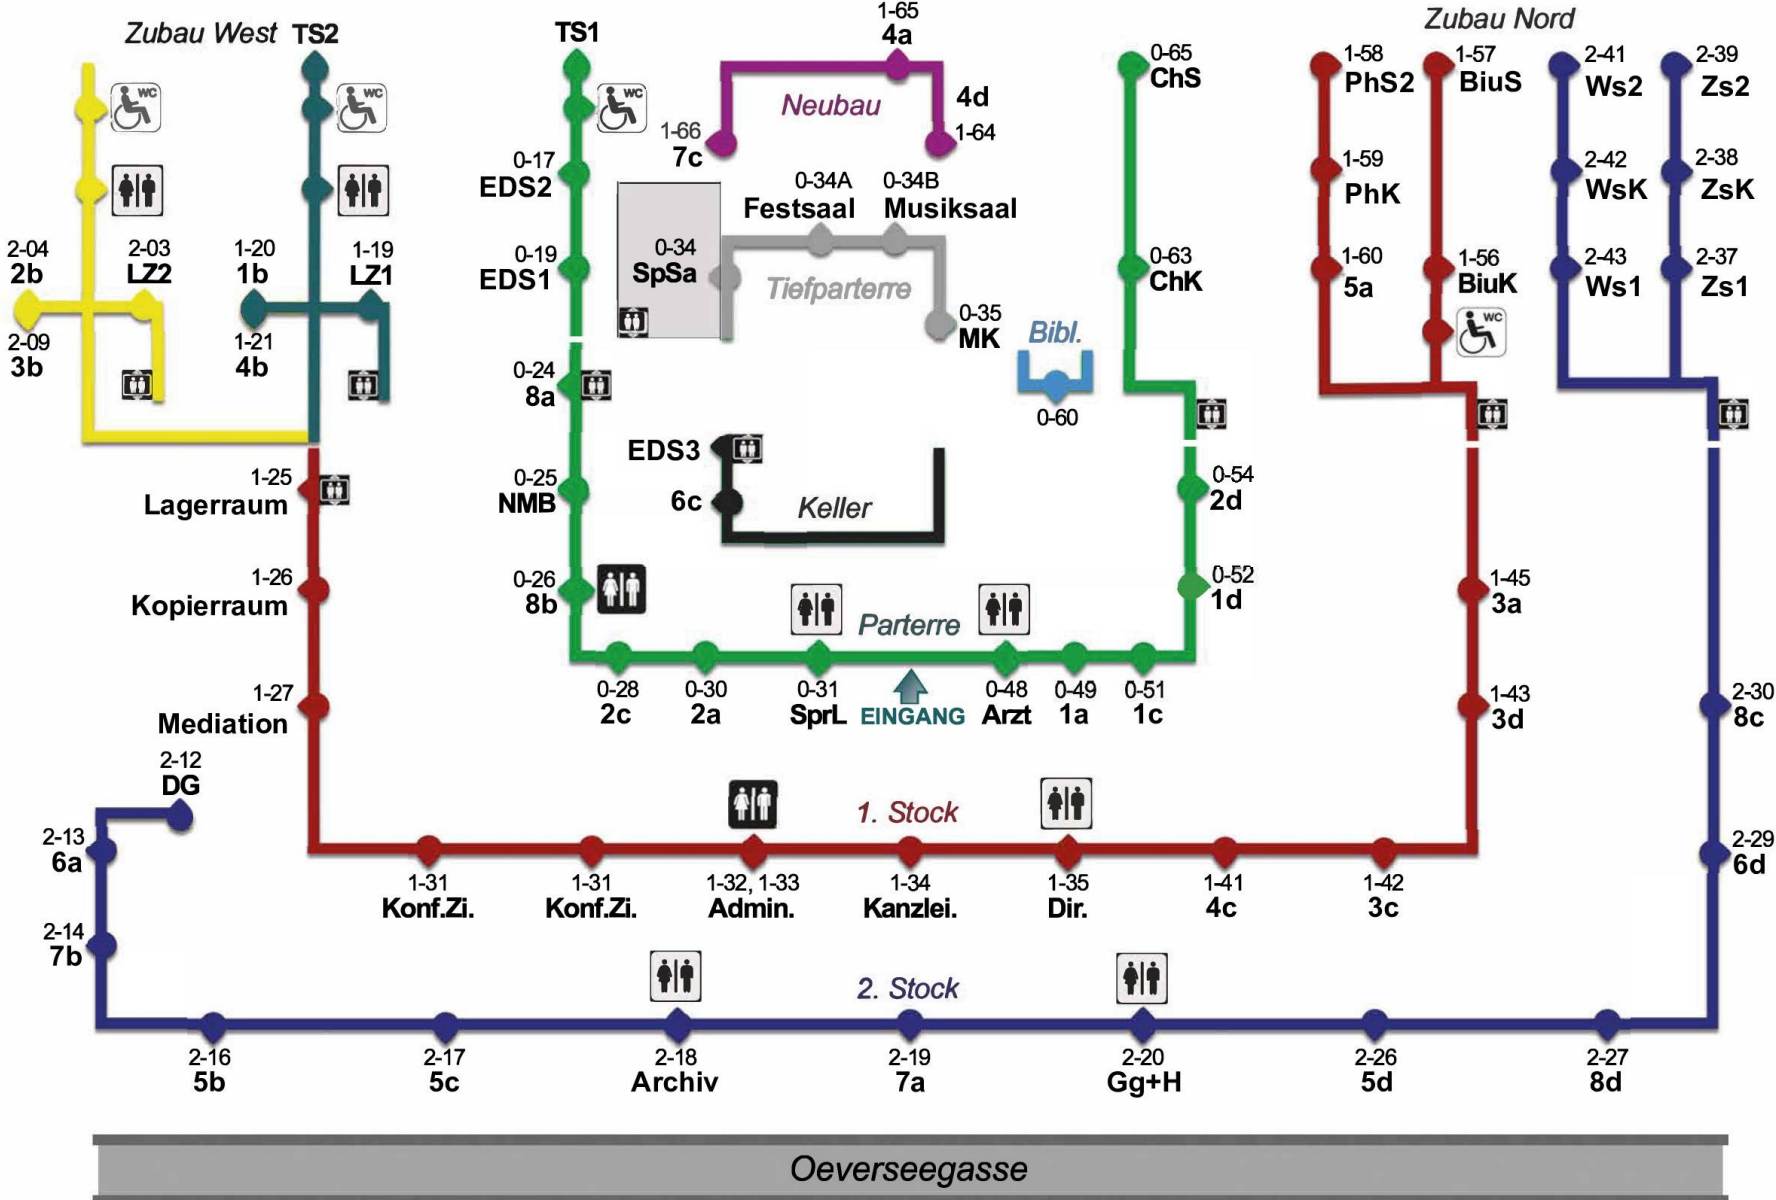 Zubau West
TS2
WC
WC
2-04
2b
2-03
LZ2
1-20
1b
1-19
LZ1
2-09
3b
1-21
4b
TS1
WC
0-17
EDS2
0-19
EDS1
0-24
8a
0-25
NMB
0-26
8b
1-65
4a
Neubau
4d
1-64
1-66
7c
0-34A
Festsaal
0-34B
Musiksaal
0-34
SpSa
Tiefparterre
0-35
MK
Bibl.
0-60
EDS3
6c
Keller
0-65
ChS
0-63
ChK
0-54
2d
0-52
1d
Parterre
0-28
2c
0-30
2a
0-31
SprL
EINGANG
0-48
Arzt
0-49
1a
0-51
1c
Zubau Nord
1-58
PhS2
1-57
BiuS
2-41
Ws2
2-39
Zs2
1-59
PhK
2-42
WsK
2-38
ZsK
1-60
5a
1-56
BiuK
WC
2-43
Ws1
2-37
Zs1
1-25
Lagerraum
1-26
Kopierraum
1-27
Mediation
1-45
3a
1-43
3d
1. Stock
1-31
Konf.Zi.
1-31
Konf.Zi.
1-32, 1-33
Admin.
1-34
Kanzlei.
1-35
Dir.
1-41
4c
1-42
3c
2-12
DG
2-13
6a
2-14
7b
2-30
8c
2-29
6d
2. Stock
2-16
5b
2-17
5c
2-18
Archiv
2-19
7a
2-20
Gg+H
2-26
5d
2-27
8d
Oeverseegasse